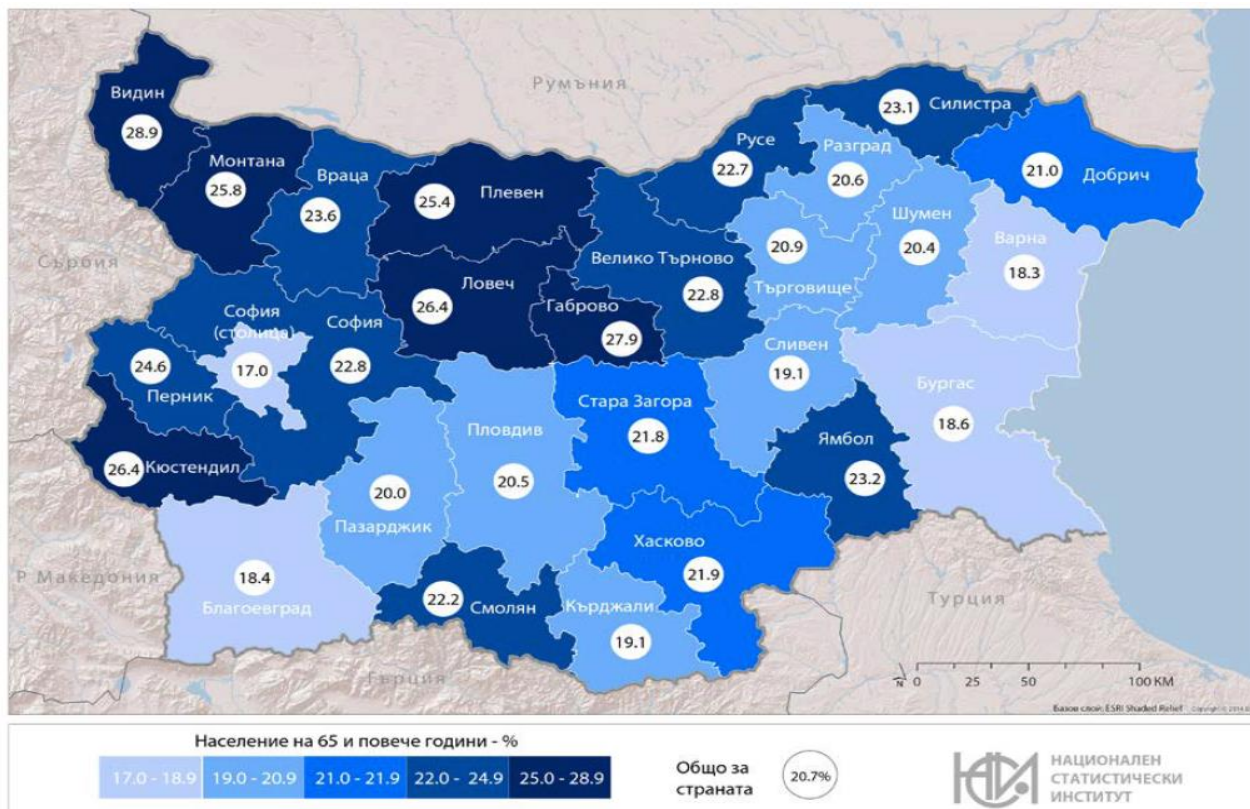 Румъния
Видин
28.9
Монтана
25.8
Враца
23.6
Плевен
25.4
Ловеч
26.4
Габрово
27.9
Велико Търново
22.8
Русе
22.7
Силистра
23.1
Разград
20.6
Добрич
21.0
Шумен
20.4
Търговище
20.9
Варна
18.3
Сърбия
София
(столица)
17.0
София
22.8
Перник
24.6
Кюстендил
26.4
Пловдив
20.5
Пазарджик
20.0
Стара Загора
21.8
Сливен
19.1
Бургас
18.6
Ямбол
23.2
Хасково
21.9
Р Македония
Благоевград
18.4
Смолян
22.2
Кърджали
19.1
Гърция
Турция
N 0 25 50 100 КМ
Базов слой: ESRI Shaded Relief
Население на 65 и повече години - %
17.0 - 18.9 19.0 - 20.9 21.0 - 21.9 22.0 - 24.9 25.0 - 28.9
Общо за
страната
20.7%
НСИ
НАЦИОНАЛЕН
СТАТИСТИЧЕСКИ
ИНСТИТУТ